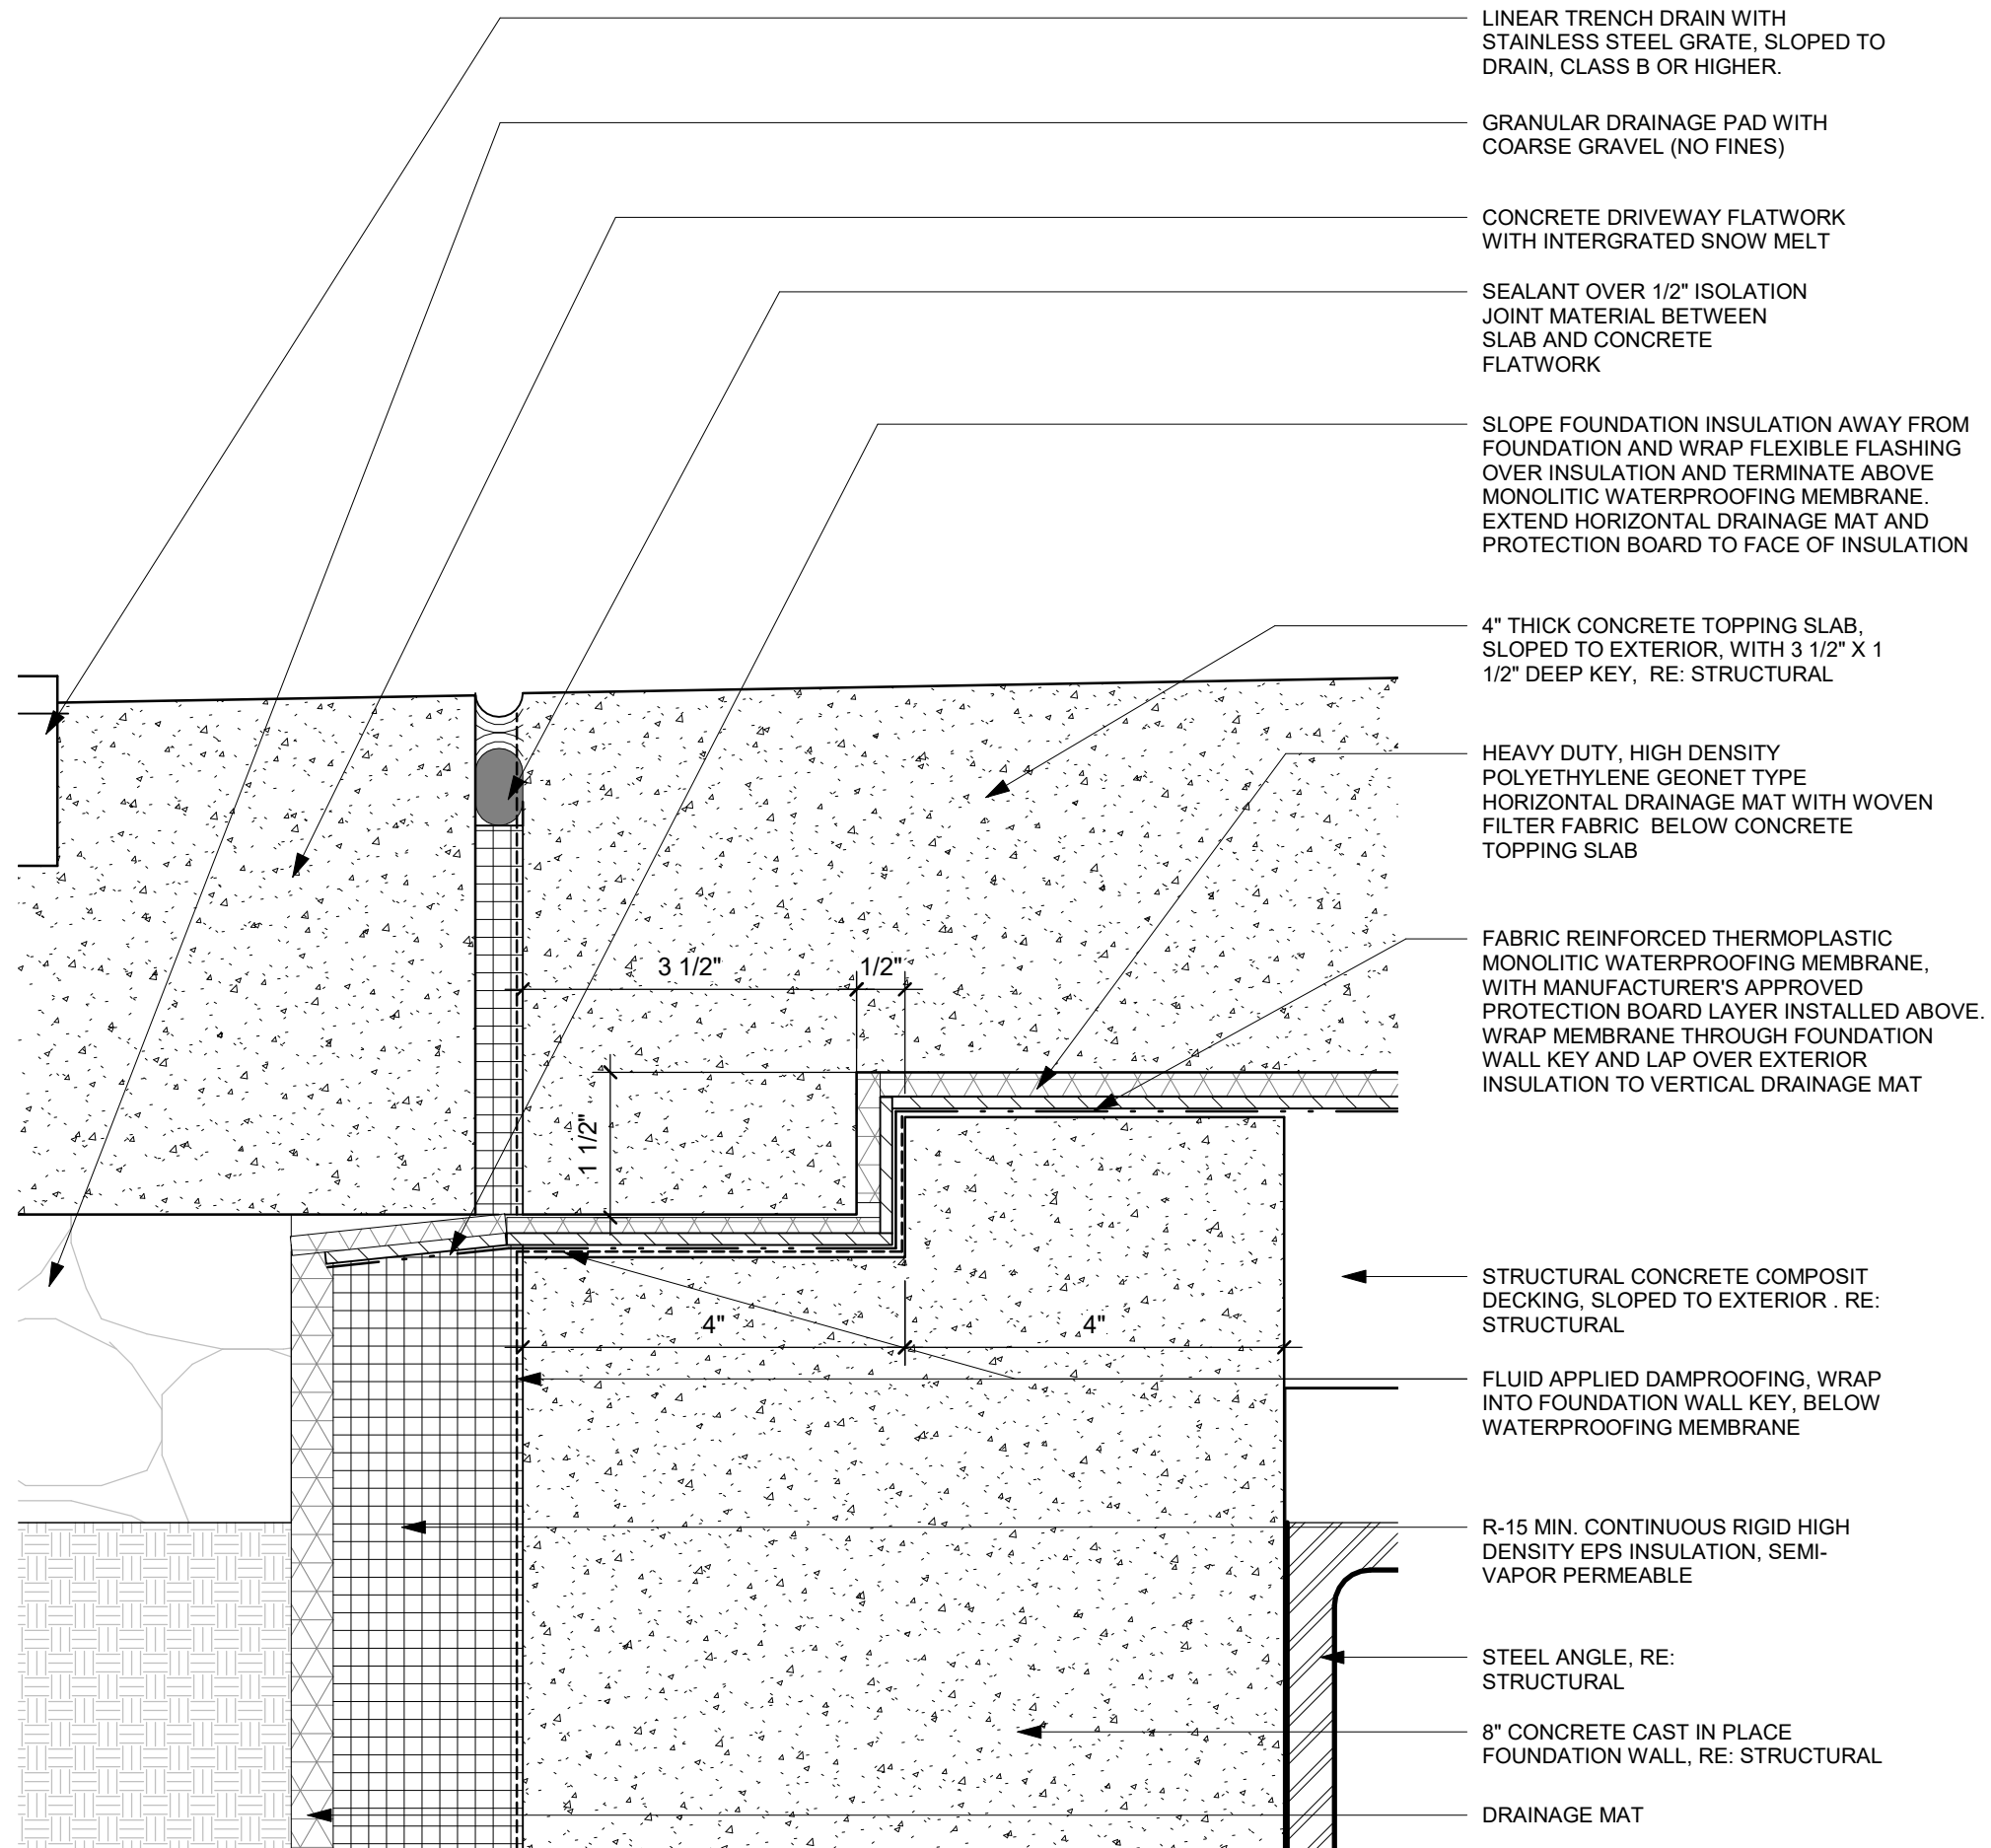 LINEAR TRENCH DRAIN WITH
STAINLESS STEEL GRATE, SLOPED TO
DRAIN, CLASS B OR HIGHER.
GRANULAR DRAINAGE PAD WITH
COARSE GRAVEL (NO FINES)
CONCRETE DRIVEWAY FLATWORK
WITH INTERGRATED SNOW MELT
SEALANT OVER 1/2" ISOLATION
JOINT MATERIAL BETWEEN
SLAB AND CONCRETE
FLATWORK
SLOPE FOUNDATION INSULATION AWAY FROM
FOUNDATION AND WRAP FLEXIBLE FLASHING
OVER INSULATION AND TERMINATE ABOVE
MONOLITIC WATERPROOFING MEMBRANE.
EXTEND HORIZONTAL DRAINAGE MAT AND
PROTECTION BOARD TO FACE OF INSULATION
4" THICK CONCRETE TOPPING SLAB,
SLOPED TO EXTERIOR, WITH 3 1/2" X 1
1/2" DEEP KEY,  RE: STRUCTURAL
HEAVY DUTY, HIGH DENSITY
POLYETHYLENE GEONET TYPE
HORIZONTAL DRAINAGE MAT WITH WOVEN
FILTER FABRIC  BELOW CONCRETE
TOPPING SLAB
FABRIC REINFORCED THERMOPLASTIC
MONOLITIC WATERPROOFING MEMBRANE,
WITH MANUFACTURER'S APPROVED
PROTECTION BOARD LAYER INSTALLED ABOVE.
WRAP MEMBRANE THROUGH FOUNDATION
WALL KEY AND LAP OVER EXTERIOR
INSULATION TO VERTICAL DRAINAGE MAT
3 1/2"
1/2"
1 1/2"
4"
4"
STRUCTURAL CONCRETE COMPOSIT
DECKING, SLOPED TO EXTERIOR . RE:
STRUCTURAL
FLUID APPLIED DAMPROOFING, WRAP
INTO FOUNDATION WALL KEY, BELOW
WATERPROOFING MEMBRANE
R-15 MIN. CONTINUOUS RIGID HIGH
DENSITY EPS INSULATION, SEMI-
VAPOR PERMEABLE
STEEL ANGLE, RE:
STRUCTURAL
8" CONCRETE CAST IN PLACE
FOUNDATION WALL, RE: STRUCTURAL
DRAINAGE MAT